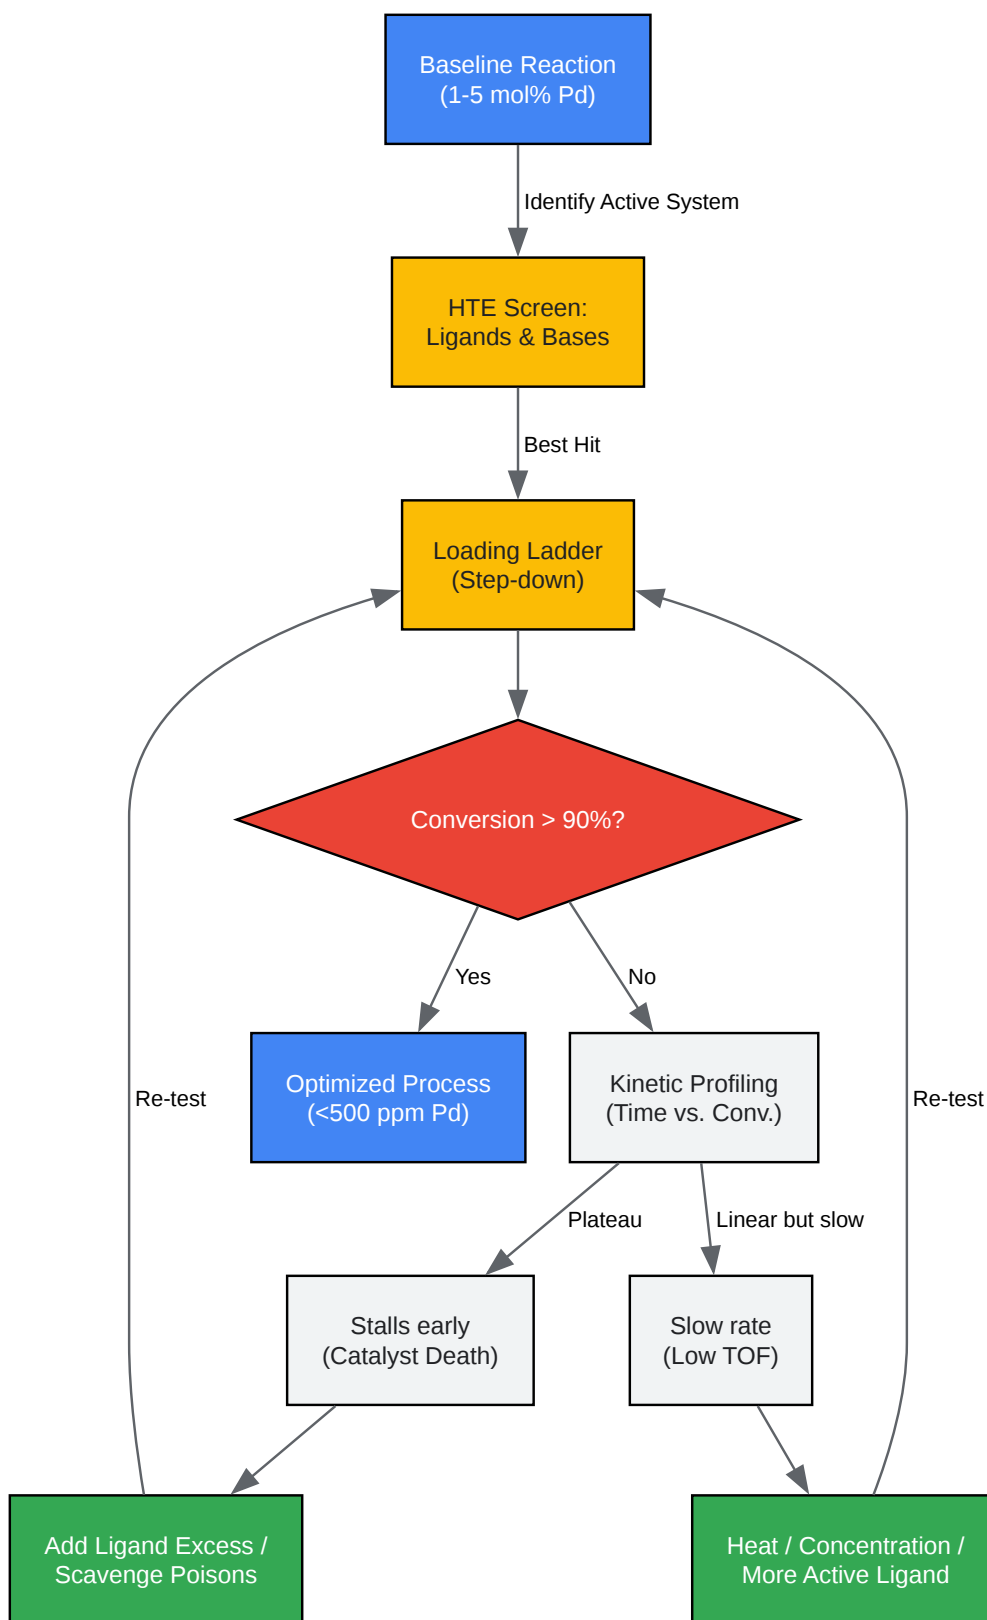 Baseline Reaction
(1-5 mol% Pd)
Identify Active System
HTE Screen:
Ligands & Bases
Best Hit
Loading Ladder
(Step-down)
Conversion > 90%?
Yes
No
Optimized Process
(<500 ppm Pd)
Kinetic Profiling
(Time vs. Conv.)
Re-test
Re-test
Plateau
Linear but slow
Stalls early
(Catalyst Death)
Slow rate
(Low TOF)
Add Ligand Excess /
Scavenge Poisons
Heat / Concentration /
More Active Ligand